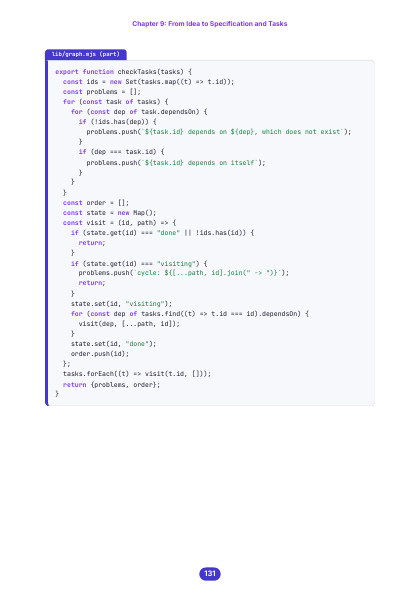 Chapter 9: From Idea to Specification and Tasks
lib/graph.mjs (part)
export function checkTasks(tasks) {
  const ids = new Set(tasks.map((t) => t.id));
  const problems = [];
  for (const task of tasks) {
    for (const dep of task.dependsOn) {
      if (!ids.has(dep)) {
        problems.push(`${task.id} depends on ${dep}, which does not exist`);
      }
      if (dep === task.id) {
        problems.push(`${task.id} depends on itself`);
      }
    }
  }
  const order = [];
  const state = new Map();
  const visit = (id, path) => {
    if (state.get(id) === "done" || !ids.has(id)) {
      return;
    }
    if (state.get(id) === "visiting") {
      problems.push(`cycle: ${[...path, id].join(" -> ")}`);
      return;
    }
    state.set(id, "visiting");
    for (const dep of tasks.find((t) => t.id === id).dependsOn) {
      visit(dep, [...path, id]);
    }
    state.set(id, "done");
    order.push(id);
  };
  tasks.forEach((t) => visit(t.id, []));
  return {problems, order};
}
131